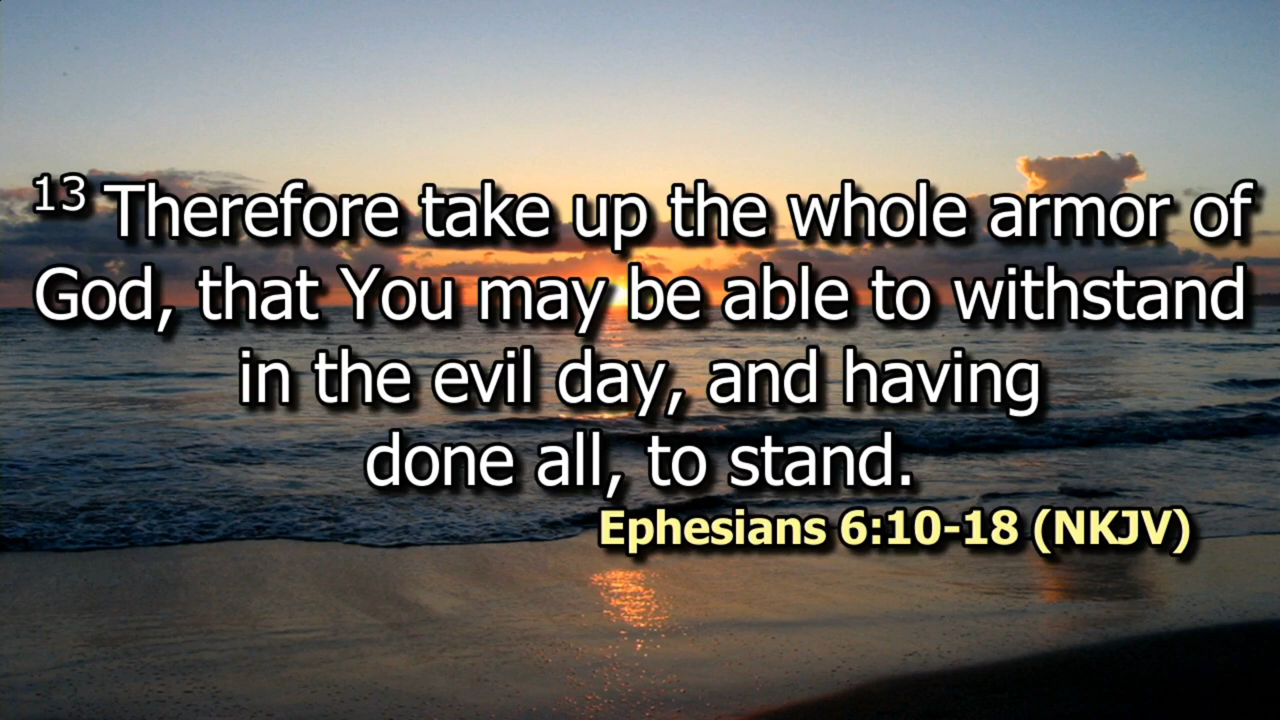 13 Therefore take up the whole armor of
God, that You may be able to withstand
in the evil day, and having
done all, to stand.
Ephesians 6:10-18 (NKJV)